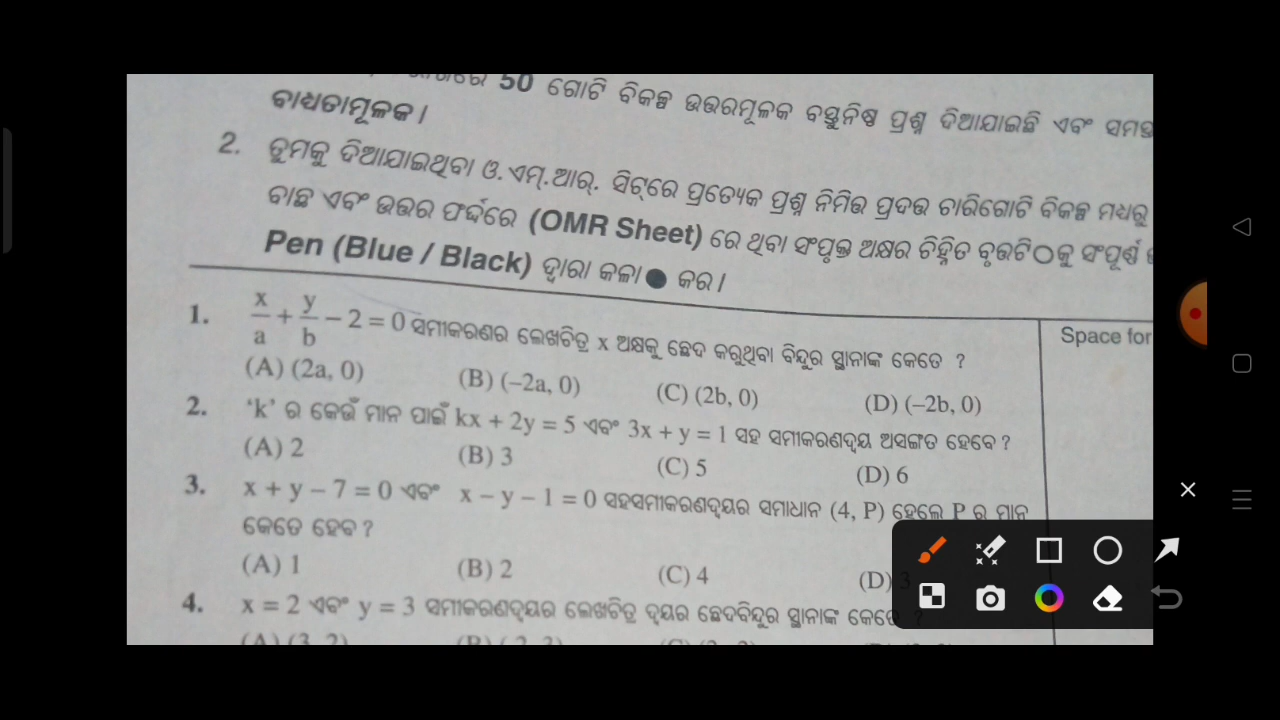 50 ଗୋଟି ବିକଳ୍ପ ଉତ୍ତରମୂଳକ ବସ୍ତୁନିଷ୍ଠ ପ୍ରଶ୍ନ ଦିଆଯାଇଛି ଏବଂ
ବାଧ୍ୟତାମୂଳକ।
2. ତୁମକୁ ଦିଆଯାଇଥିବା ଓ.ଏମ୍.ଆର୍. ସିଟ୍‌ରେ ପ୍ରତ୍ୟେକ ପ୍ରଶ୍ନ ନିମିତ୍ତ ପ୍ରଦତ୍ତ ଚାରିଗୋଟି ବିକଳ୍ପ ମଧ୍ୟରୁ
ବାଛ ଏବଂ ଉତ୍ତର ଫର୍ଦ୍ଦରେ (OMR Sheet) ରେ ଥିବା ସଂପୃକ୍ତ ଅକ୍ଷର ଚିହ୍ନିତ ବୃତ୍ତଟି୦କୁ ସଂପୂର୍ଣ୍ଣ
Pen (Blue / Black) ଦ୍ୱାରା କଳା● କର।
1. x/a + y/b – 2 = 0 ସମୀକରଣର ଲେଖଚିତ୍ର x ଅକ୍ଷକୁ ଛେଦ କରୁଥିବା ବିନ୍ଦୁର ସ୍ଥାନାଙ୍କ କେତେ ?
Space for
(A) (2a, 0) (B) (–2a, 0) (C) (2b, 0) (D) (–2b, 0)
2. ‘k’ ର କେଉଁ ମାନ ପାଇଁ kx + 2y = 5 ଏବଂ 3x + y = 1 ସହ ସମୀକରଣଦ୍ୱୟ ଅସଙ୍ଗତ ହେବେ ?
(A) 2 (B) 3 (C) 5 (D) 6
3. x + y – 7 = 0 ଏବଂ x – y – 1 = 0 ସହସମୀକରଣଦ୍ୱୟର ସମାଧାନ (4, P) ହେଲେ P ର ମାନ
କେତେ ହେବ ?
(A) 1 (B) 2 (C) 4 (D) 3
4. x = 2 ଏବଂ y = 3 ସମୀକରଣଦ୍ୱୟର ଲେଖଚିତ୍ର ଦ୍ୱୟର ଛେଦବିନ୍ଦୁର ସ୍ଥାନାଙ୍କ କେତେ ?